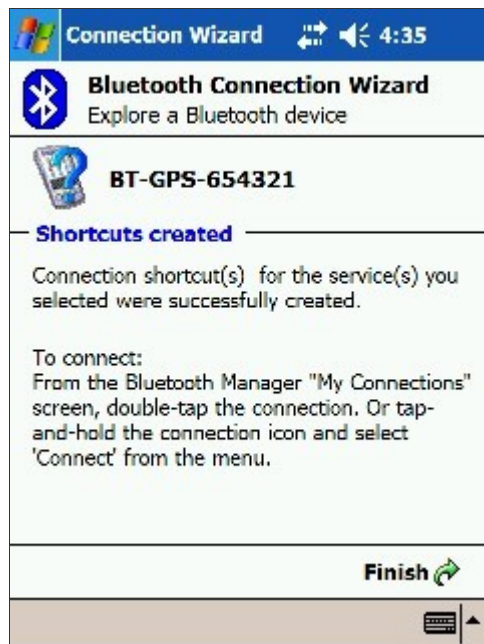 Connection Wizard 4:35
Bluetooth Connection Wizard
Explore a Bluetooth device
BT-GPS-654321
Shortcuts created
Connection shortcut(s) for the service(s) you
selected were successfully created.
To connect:
From the Bluetooth Manager "My Connections"
screen, double-tap the connection. Or tap-
and-hold the connection icon and select
'Connect' from the menu.
Finish